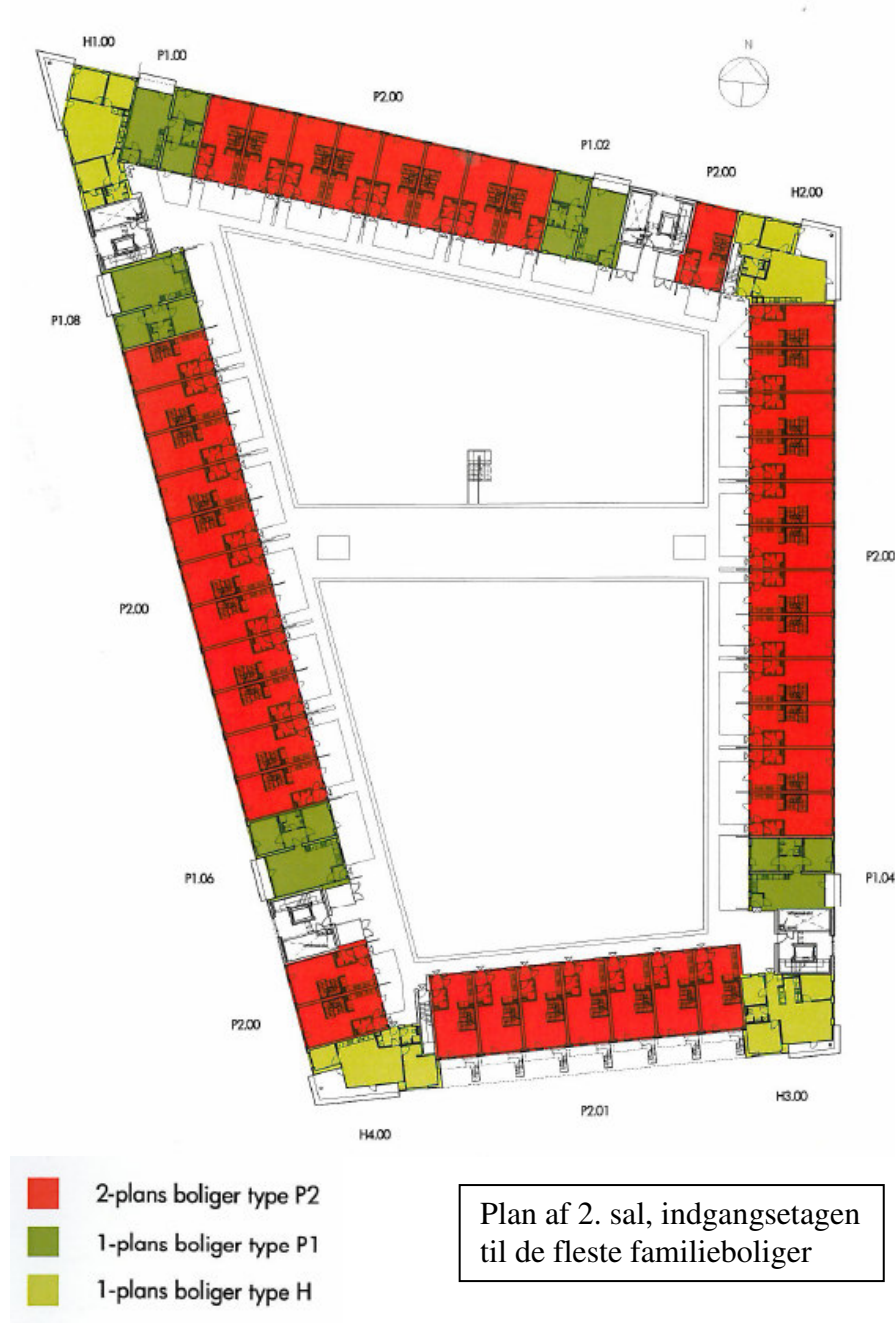 H1.00
P1.00
P2.00
N
P1.02
P2.00
H2.00
P1.08
P2.00
P2.00
P1.06
P1.04
P2.00
P2.01
H3.00
H4.00
2-plans boliger type P2
1-plans boliger type P1
1-plans boliger type H
Plan af 2. sal, indgangsetagen
til de fleste familieboliger